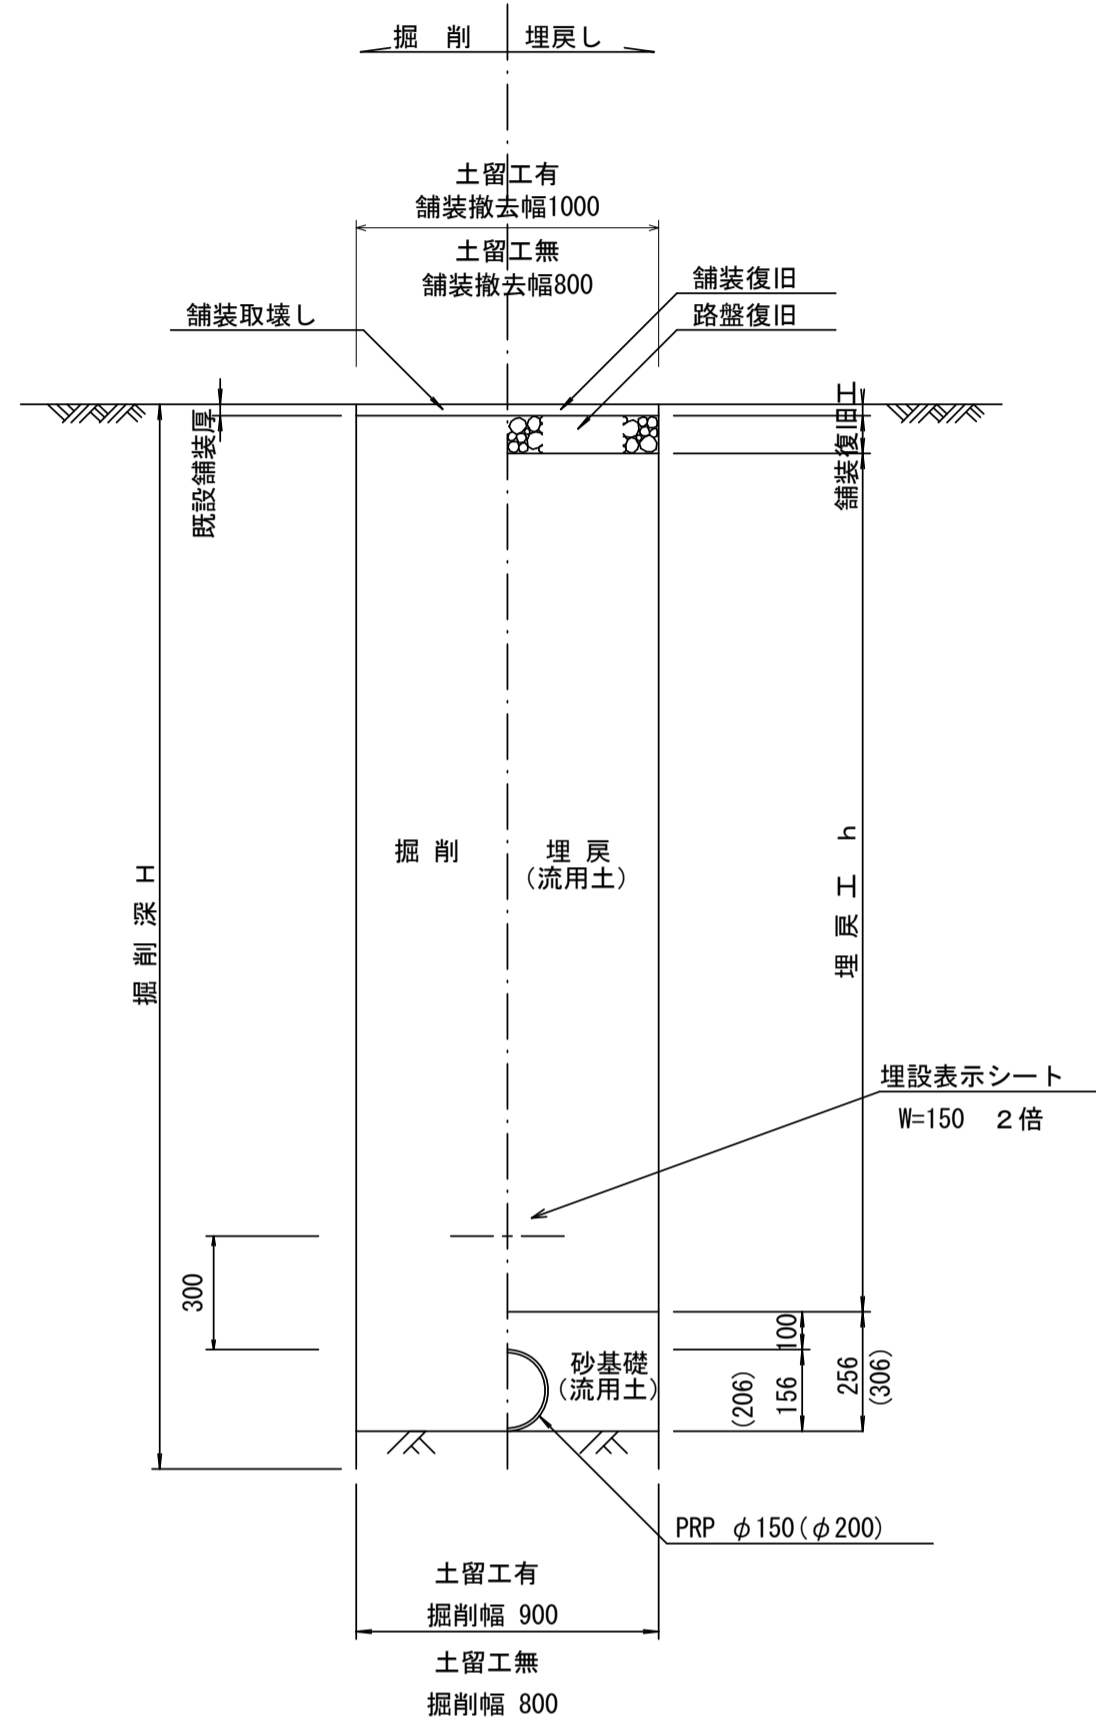 掘 削 埋戻し
土留工有
舗装撤去幅1000
土留工無
舗装撤去幅800
舗装復旧
路盤復旧
舗装取壊し
既設舗装厚
舗装復旧工
掘削深 H
掘 削
埋 戻
(流用土)
埋戻工 h
埋設表示シート
W=150 2倍
300
100
砂基礎
(流用土)
(206)
156
256
(306)
PRP φ150(φ200)
土留工有
掘削幅 900
土留工無
掘削幅 800